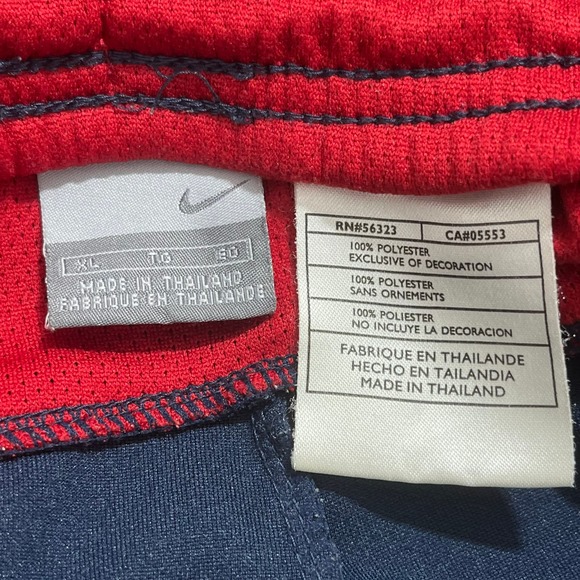 XL TG EG
MADE IN THAILAND
FABRIQUE EN THAILANDE
RN#56323 CA#05553
100% POLYESTER
EXCLUSIVE OF DECORATION
100% POLYESTER
SANS ORNEMENTS
100% POLIESTER
NO INCLUYE LA DECORACION
FABRIQUE EN THAILANDE
HECHO EN TAILANDIA
MADE IN THAILAND